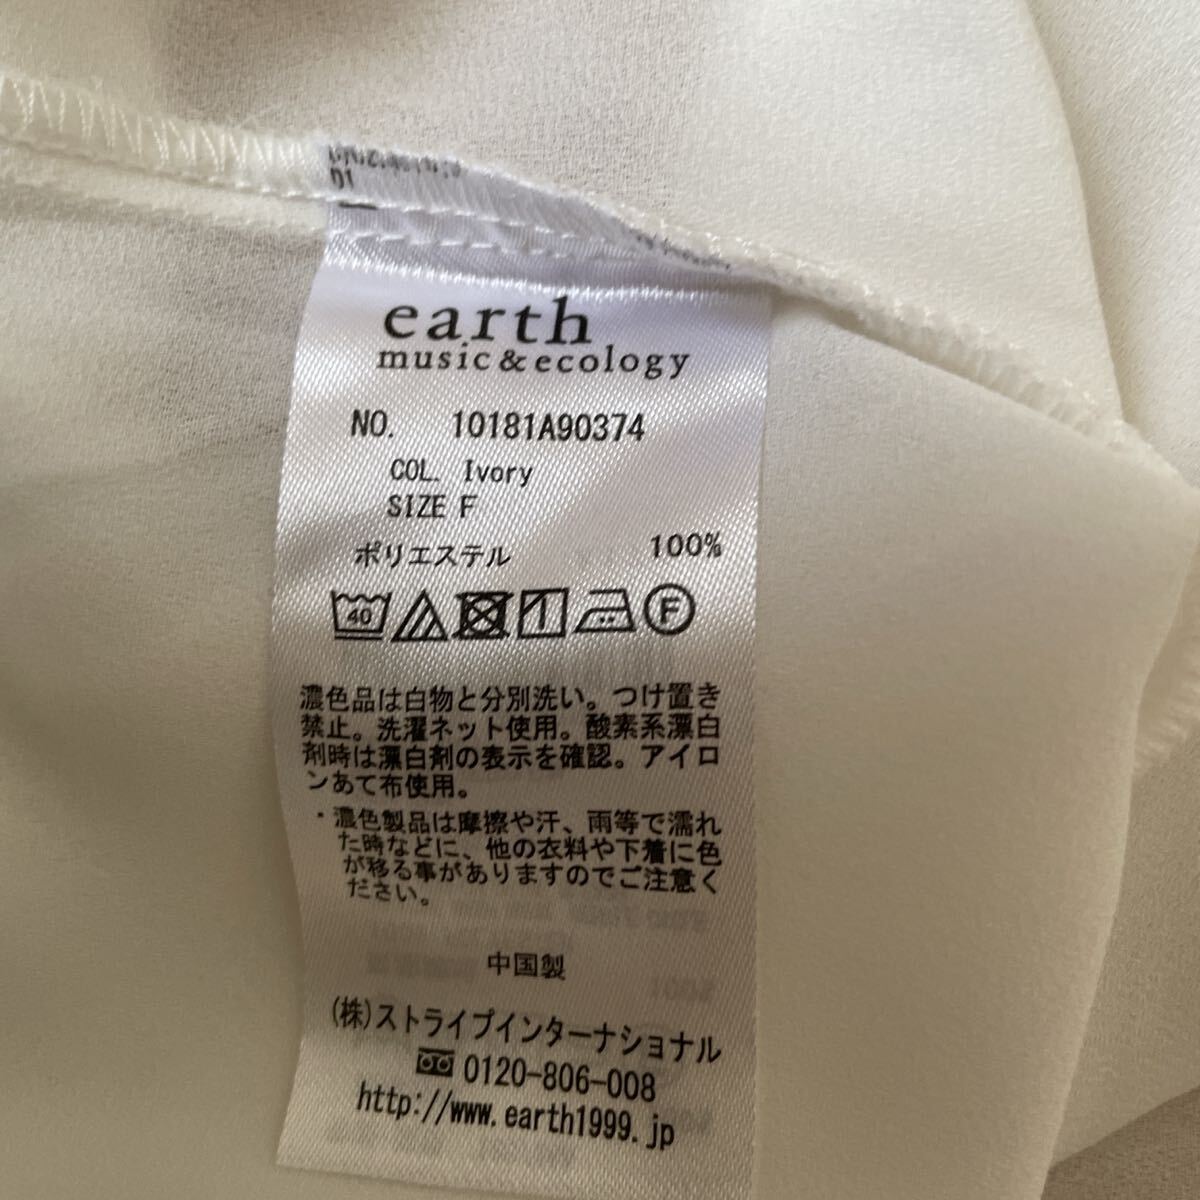 01
earth
music&ecology
NO. 10181A90374
COL. Ivory
SIZE F
ポリエステル 100%
40 F
濃色品は白物と分別洗い。つけ置き
禁止。洗濯ネット使用。酸素系漂白
剤時は漂白剤の表示を確認。アイロ
ンあて布使用。
・濃色製品は摩擦や汗、雨等で濡れ
た時などに、他の衣料や下着に色
が移る事がありますのでご注意く
ださい。
中国製
(株)ストライプインターナショナル
0120-806-008
http://www.earth1999.jp